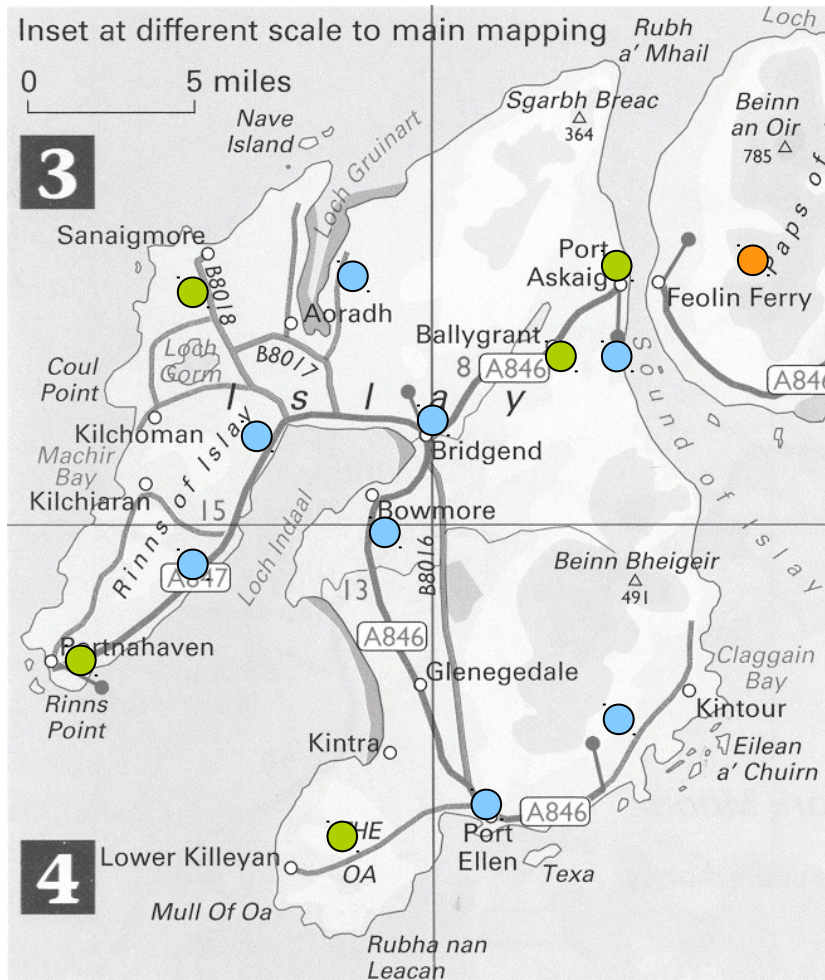 Inset at different scale to main mapping
0 5 miles
Rubh
a' Mhail
Loch
Sgarbh Breac
364
Beinn
an Oir
785
Nave
Island
3
Loch Gruinart
Paps of
Sanaigmore
B8018
Port
Askaig
Aoradh
Feolin Ferry
Ballygrant
B8017
Loch
Gorm
8
A846
A846
Coul
Point
Islay
Kilchoman
Bridgend
Machir
Bay
Rinns of Islay
Sound of Islay
Kilchiaran
15
Bowmore
Loch Indaal
B8016
Beinn Bheigeir
491
A847
13
A846
Portnahaven
Claggain
Bay
Glenegedale
Kintour
Rinns
Point
Kintra
Eilean
a' Chuirn
A846
THE
OA
Port
Ellen
Lower Killeyan
Texa
4
Mull Of Oa
Rubha nan
Leacan